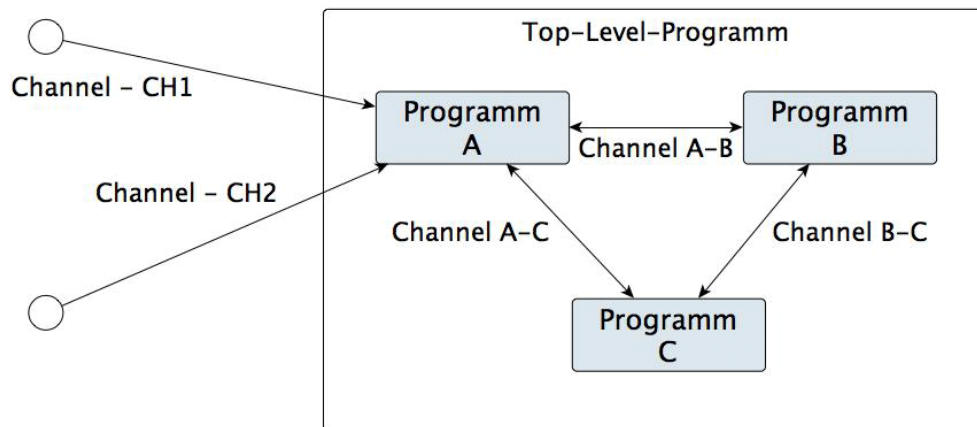 Top-Level-Programm
Channel - CH1
Programm
A
Programm
B
Channel A-B
Channel - CH2
Channel A-C
Channel B-C
Programm
C